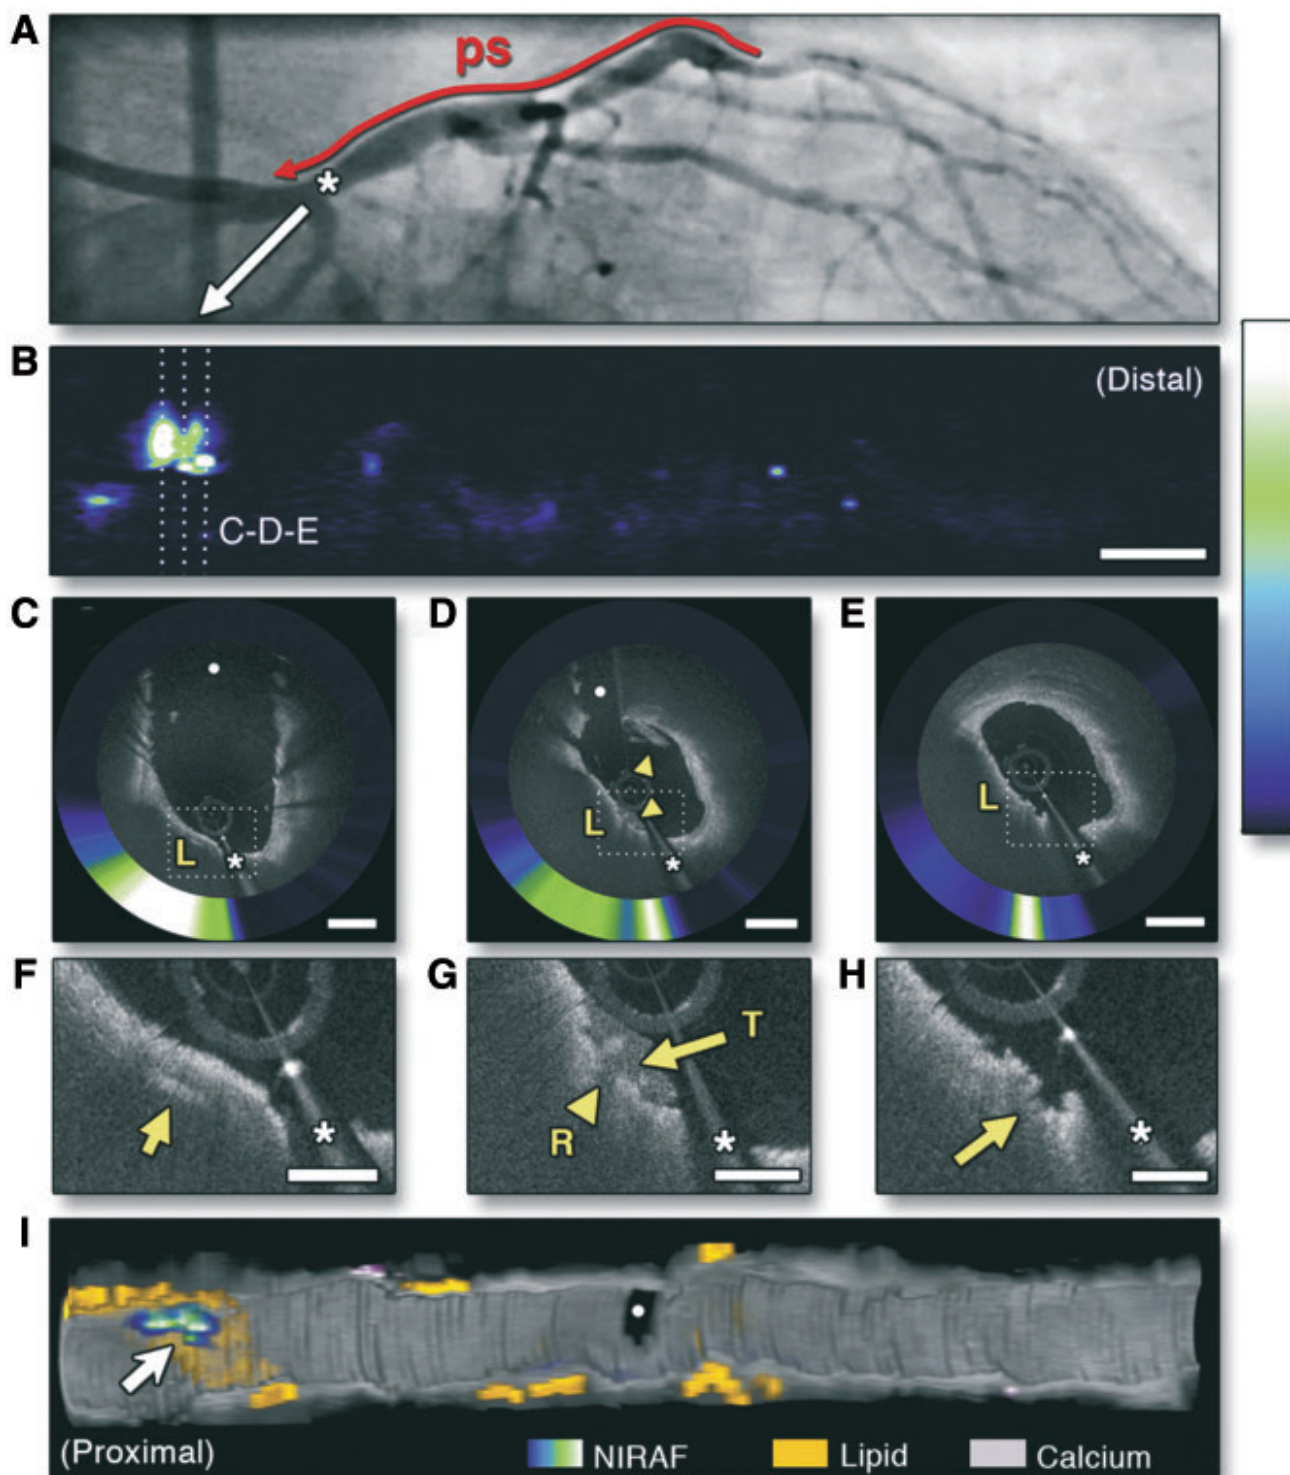 A
ps
*
B
(Distal)
C-D-E
C
D
E
L
*
L
*
L
*
F
G
H
T
R
*
*
*
I
(Proximal)
NIRAF
Lipid
Calcium